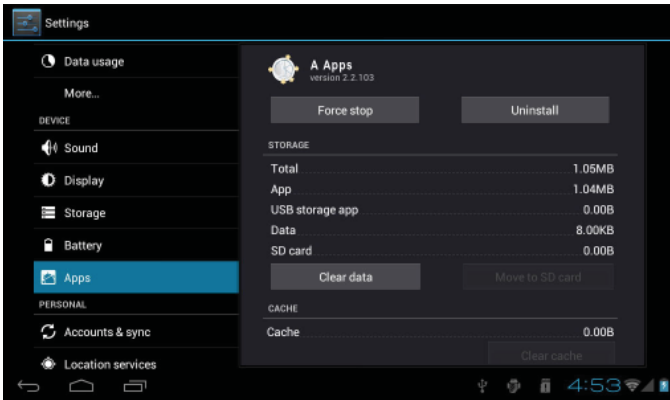 Settings
Data usage
More...
DEVICE
Sound
Display
Storage
Battery
Apps
PERSONAL
Accounts & sync
Location services
A Apps
version 2.2.103
Force stop
Uninstall
STORAGE
Total 1.05MB
App 1.04MB
USB storage app 0.00B
Data 8.00KB
SD card 0.00B
Clear data
Move to SD card
CACHE
Cache 0.00B
Clear cache
4:53